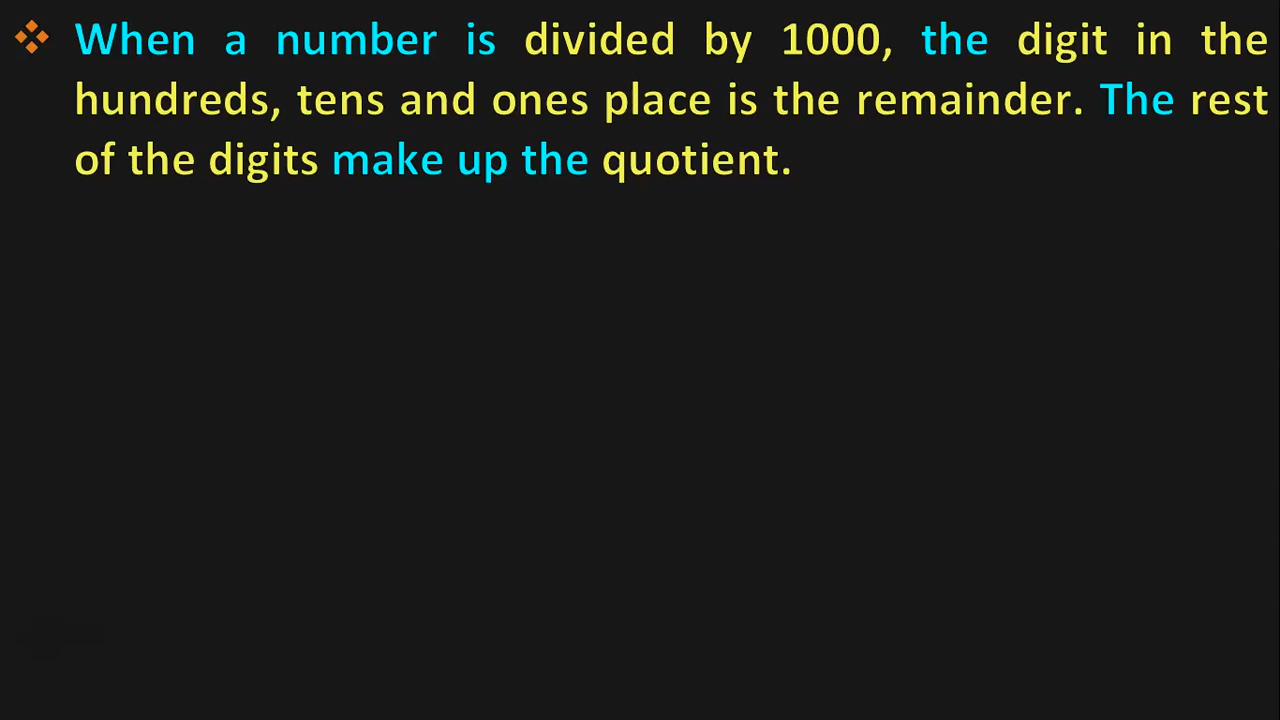 When a number is divided by 1000, the digit in the
hundreds, tens and ones place is the remainder. The rest
of the digits make up the quotient.